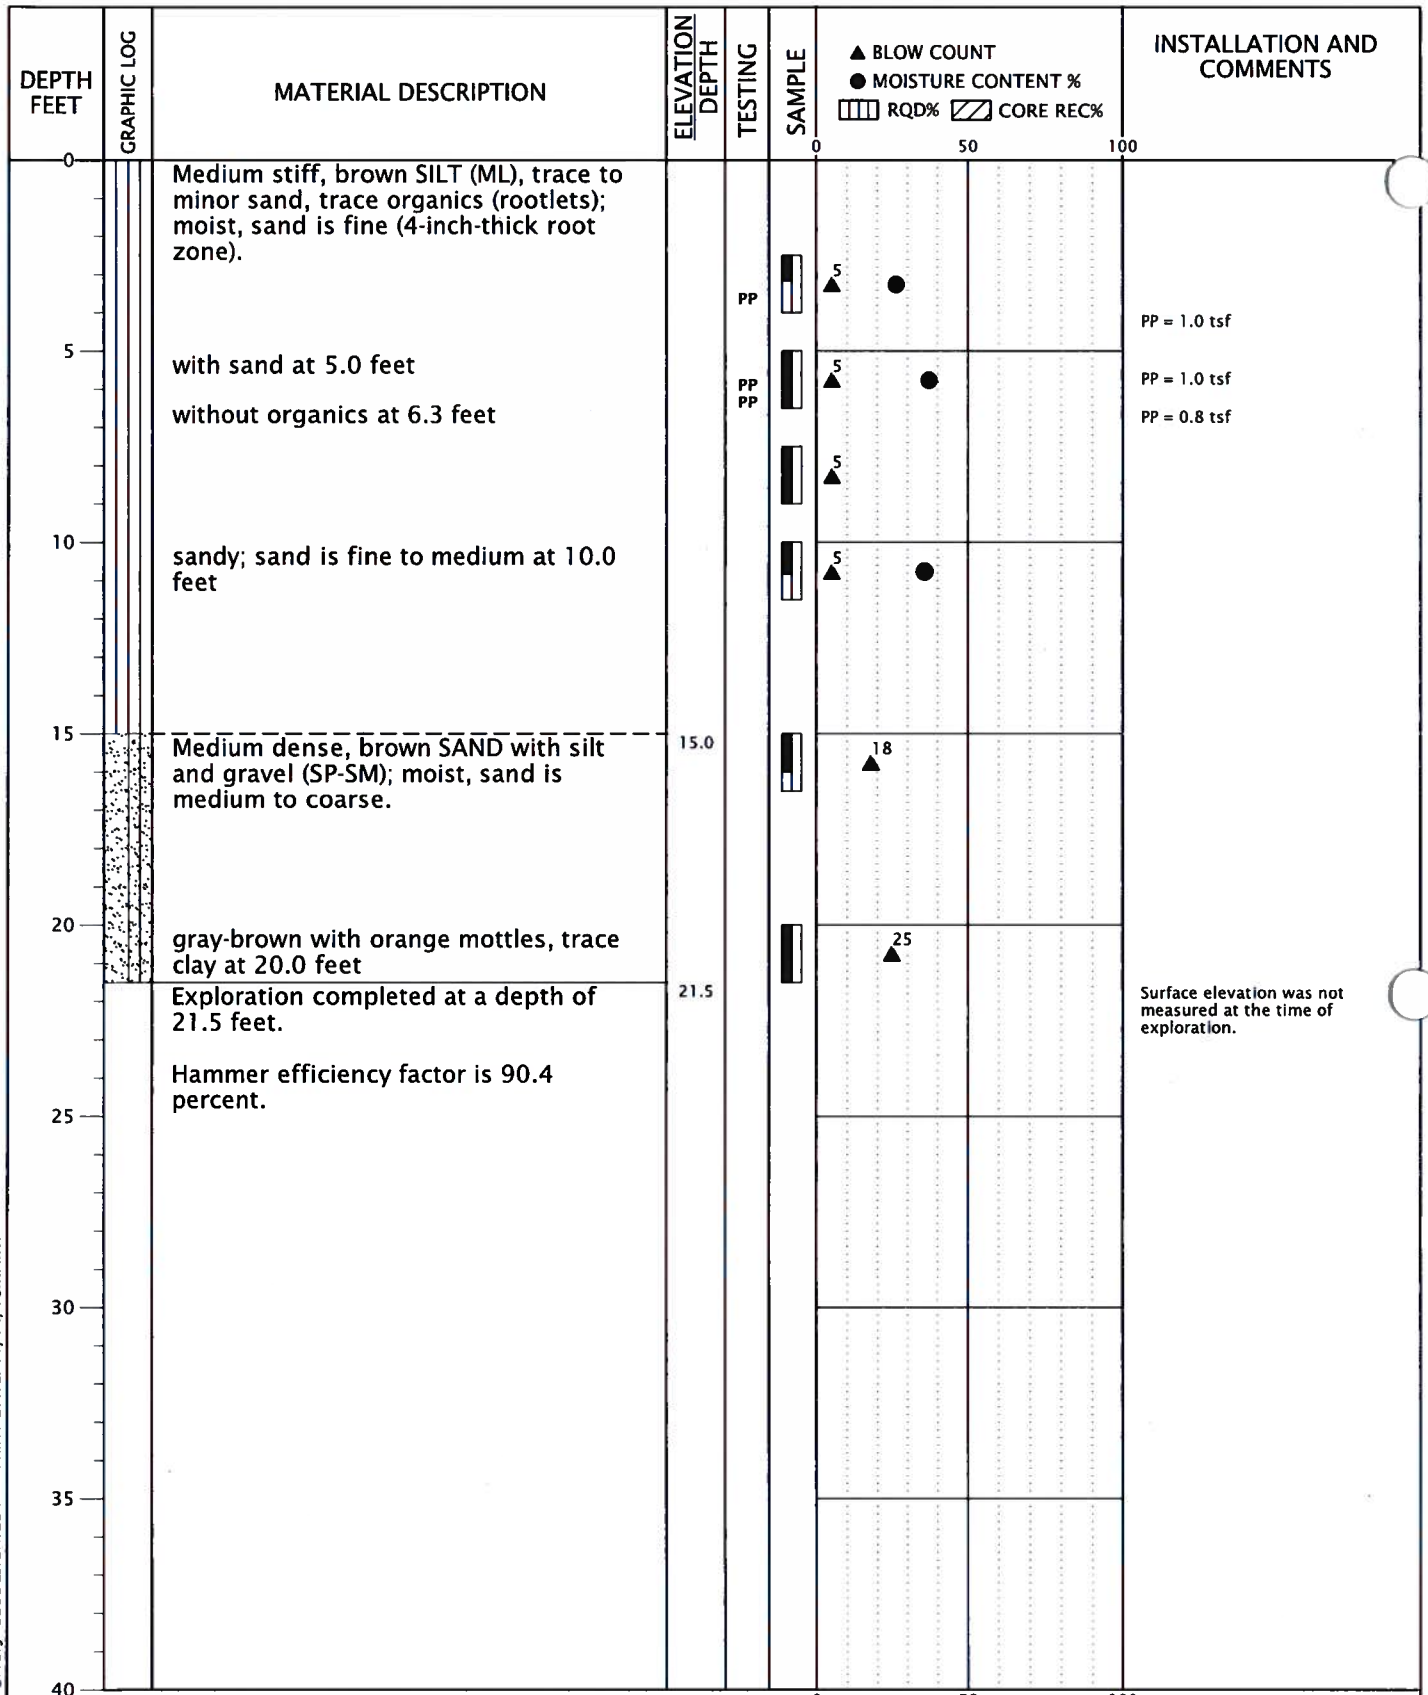 DEPTH
FEET
GRAPHIC LOG
MATERIAL DESCRIPTION
ELEVATION
DEPTH
TESTING
SAMPLE
▲ BLOW COUNT
● MOISTURE CONTENT %
RQD% CORE REC%
0 50 100
INSTALLATION AND
COMMENTS
0
Medium stiff, brown SILT (ML), trace to
minor sand, trace organics (rootlets);
moist, sand is fine (4-inch-thick root
zone).
5
PP
PP = 1.0 tsf
5
with sand at 5.0 feet
5
PP
PP
PP = 1.0 tsf
without organics at 6.3 feet
PP = 0.8 tsf
5
10
sandy; sand is fine to medium at 10.0
feet
5
15
15.0
Medium dense, brown SAND with silt
and gravel (SP-SM); moist, sand is
medium to coarse.
18
20
gray-brown with orange mottles, trace
clay at 20.0 feet
25
21.5
Exploration completed at a depth of
21.5 feet.
Surface elevation was not
measured at the time of
exploration.
Hammer efficiency factor is 90.4
percent.
25
30
35
40